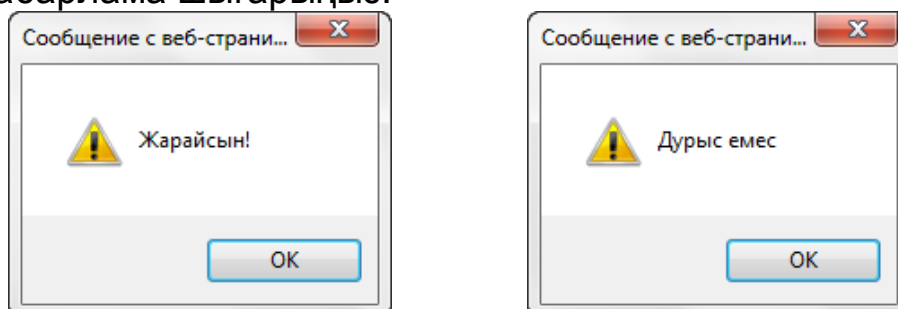 Сообщение с веб-страни...
Жарайсын!
OK
Сообщение с веб-страни...
Дурыс емес
OK